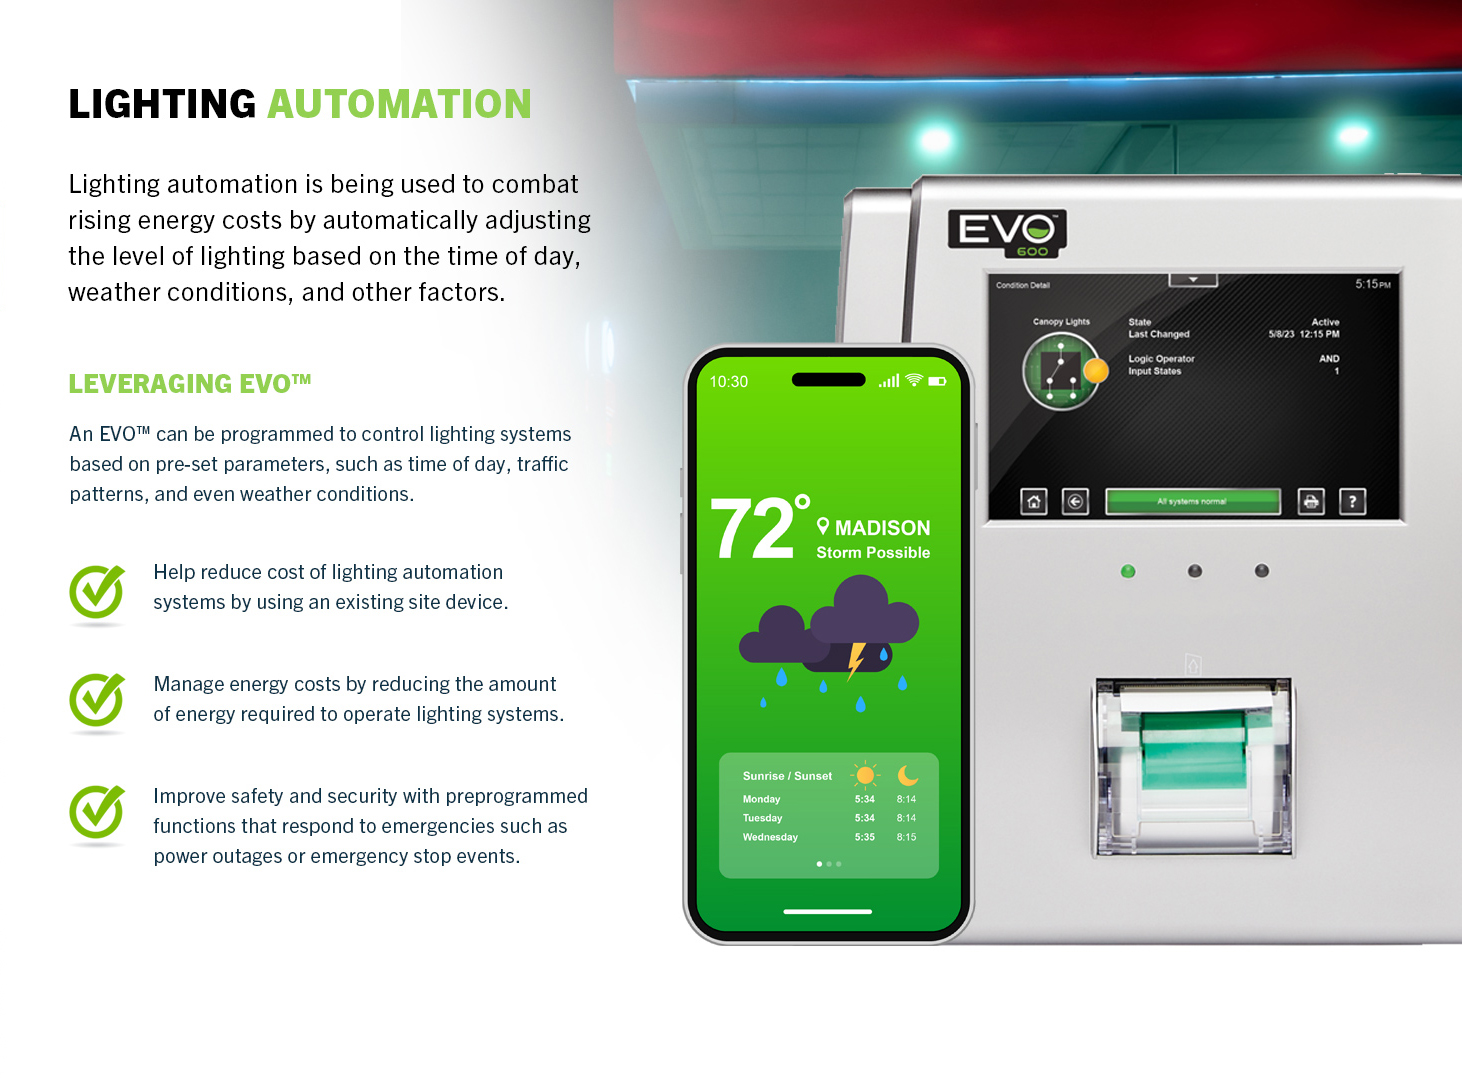 LIGHTING AUTOMATION
Lighting automation is being used to combat
rising energy costs by automatically adjusting
the level of lighting based on the time of day,
weather conditions, and other factors.
LEVERAGING EVO™
An EVO™ can be programmed to control lighting systems
based on pre-set parameters, such as time of day, traffic
patterns, and even weather conditions.
Help reduce cost of lighting automation
systems by using an existing site device.
Manage energy costs by reducing the amount
of energy required to operate lighting systems.
Improve safety and security with preprogrammed
functions that respond to emergencies such as
power outages or emergency stop events.
10:30
72°
MADISON
Storm Possible
Sunrise / Sunset
Monday 5:34 8:14
Tuesday 5:34 8:14
Wednesday 5:35 8:15
EVO™
600
Condition Detail 5:15 PM
Canopy Lights
State Active
Last Changed 5/8/23 12:15 PM
Logic Operator AND
Input States 1
All systems normal
?